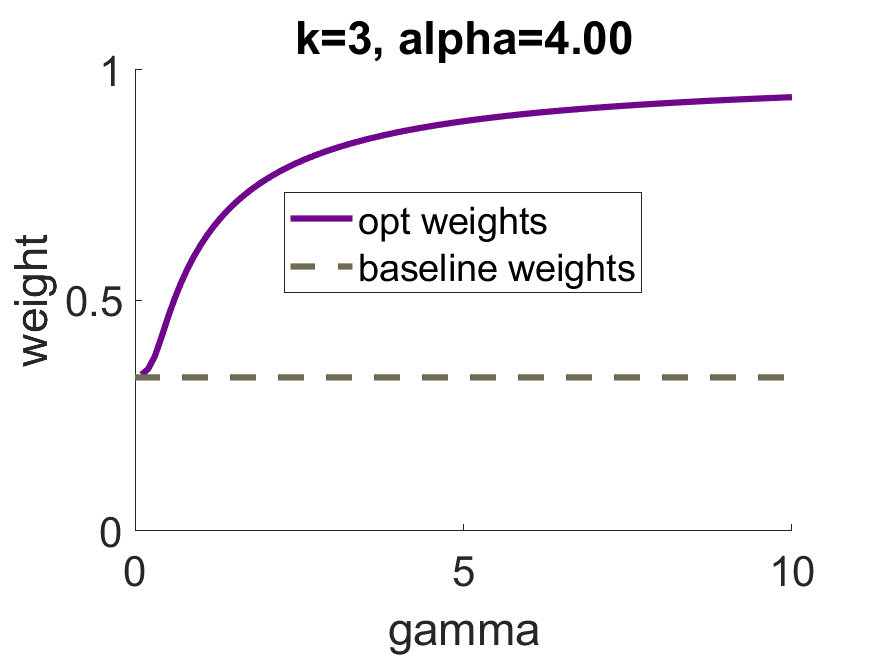 k=3, alpha=4.00
1
opt weights
baseline weights
weight
0.5
0
0 5 10
gamma